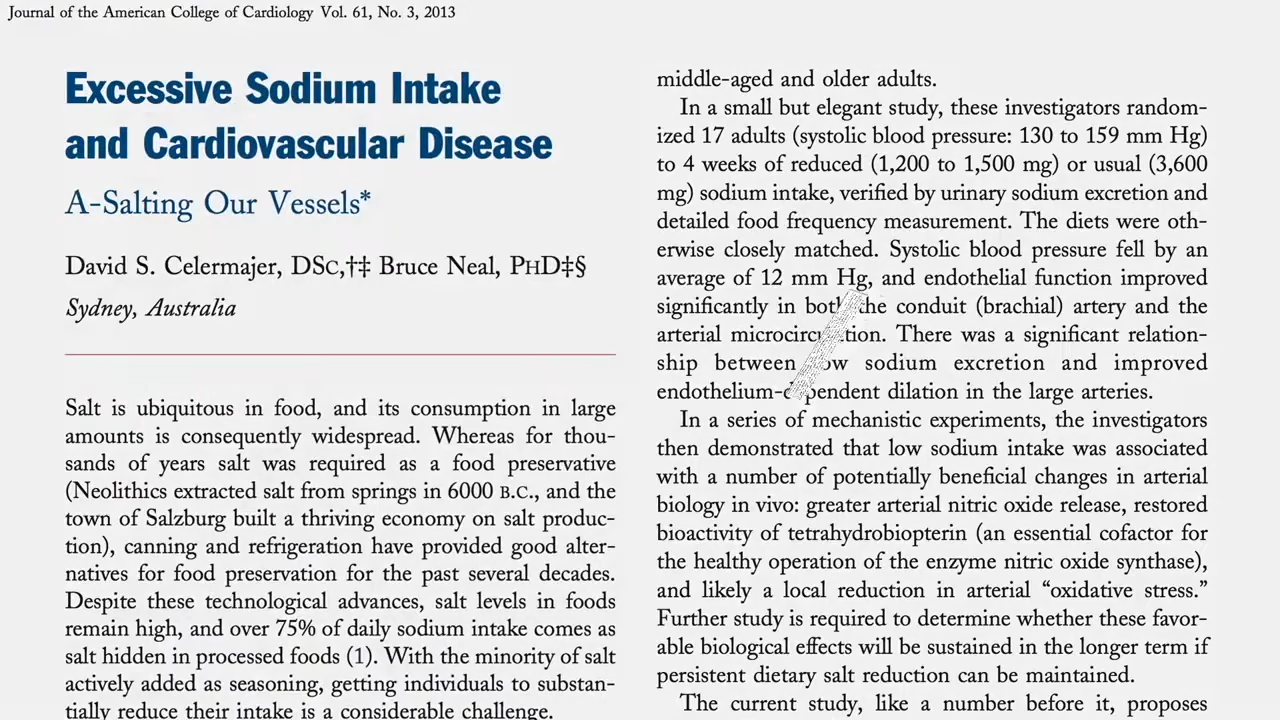 Journal of the American College of Cardiology Vol. 61, No. 3, 2013
Excessive Sodium Intake
and Cardiovascular Disease
A-Salting Our Vessels*
David S. Celermajer, DSc,†‡ Bruce Neal, PhD‡§
Sydney, Australia
Salt is ubiquitous in food, and its consumption in large
amounts is consequently widespread. Whereas for thou-
sands of years salt was required as a food preservative
(Neolithics extracted salt from springs in 6000 B.C., and the
town of Salzburg built a thriving economy on salt produc-
tion), canning and refrigeration have provided good alter-
natives for food preservation for the past several decades.
Despite these technological advances, salt levels in foods
remain high, and over 75% of daily sodium intake comes as
salt hidden in processed foods (1). With the minority of salt
actively added as seasoning, getting individuals to substan-
tially reduce their intake is a considerable challenge.
middle-aged and older adults.
In a small but elegant study, these investigators random-
ized 17 adults (systolic blood pressure: 130 to 159 mm Hg)
to 4 weeks of reduced (1,200 to 1,500 mg) or usual (3,600
mg) sodium intake, verified by urinary sodium excretion and
detailed food frequency measurement. The diets were oth-
erwise closely matched. Systolic blood pressure fell by an
average of 12 mm Hg, and endothelial function improved
significantly in both the conduit (brachial) artery and the
arterial microcirculation. There was a significant relation-
ship between low sodium excretion and improved
endothelium-dependent dilation in the large arteries.
In a series of mechanistic experiments, the investigators
then demonstrated that low sodium intake was associated
with a number of potentially beneficial changes in arterial
biology in vivo: greater arterial nitric oxide release, restored
bioactivity of tetrahydrobiopterin (an essential cofactor for
the healthy operation of the enzyme nitric oxide synthase),
and likely a local reduction in arterial “oxidative stress.”
Further study is required to determine whether these favor-
able biological effects will be sustained in the longer term if
persistent dietary salt reduction can be maintained.
The current study, like a number before it, proposes